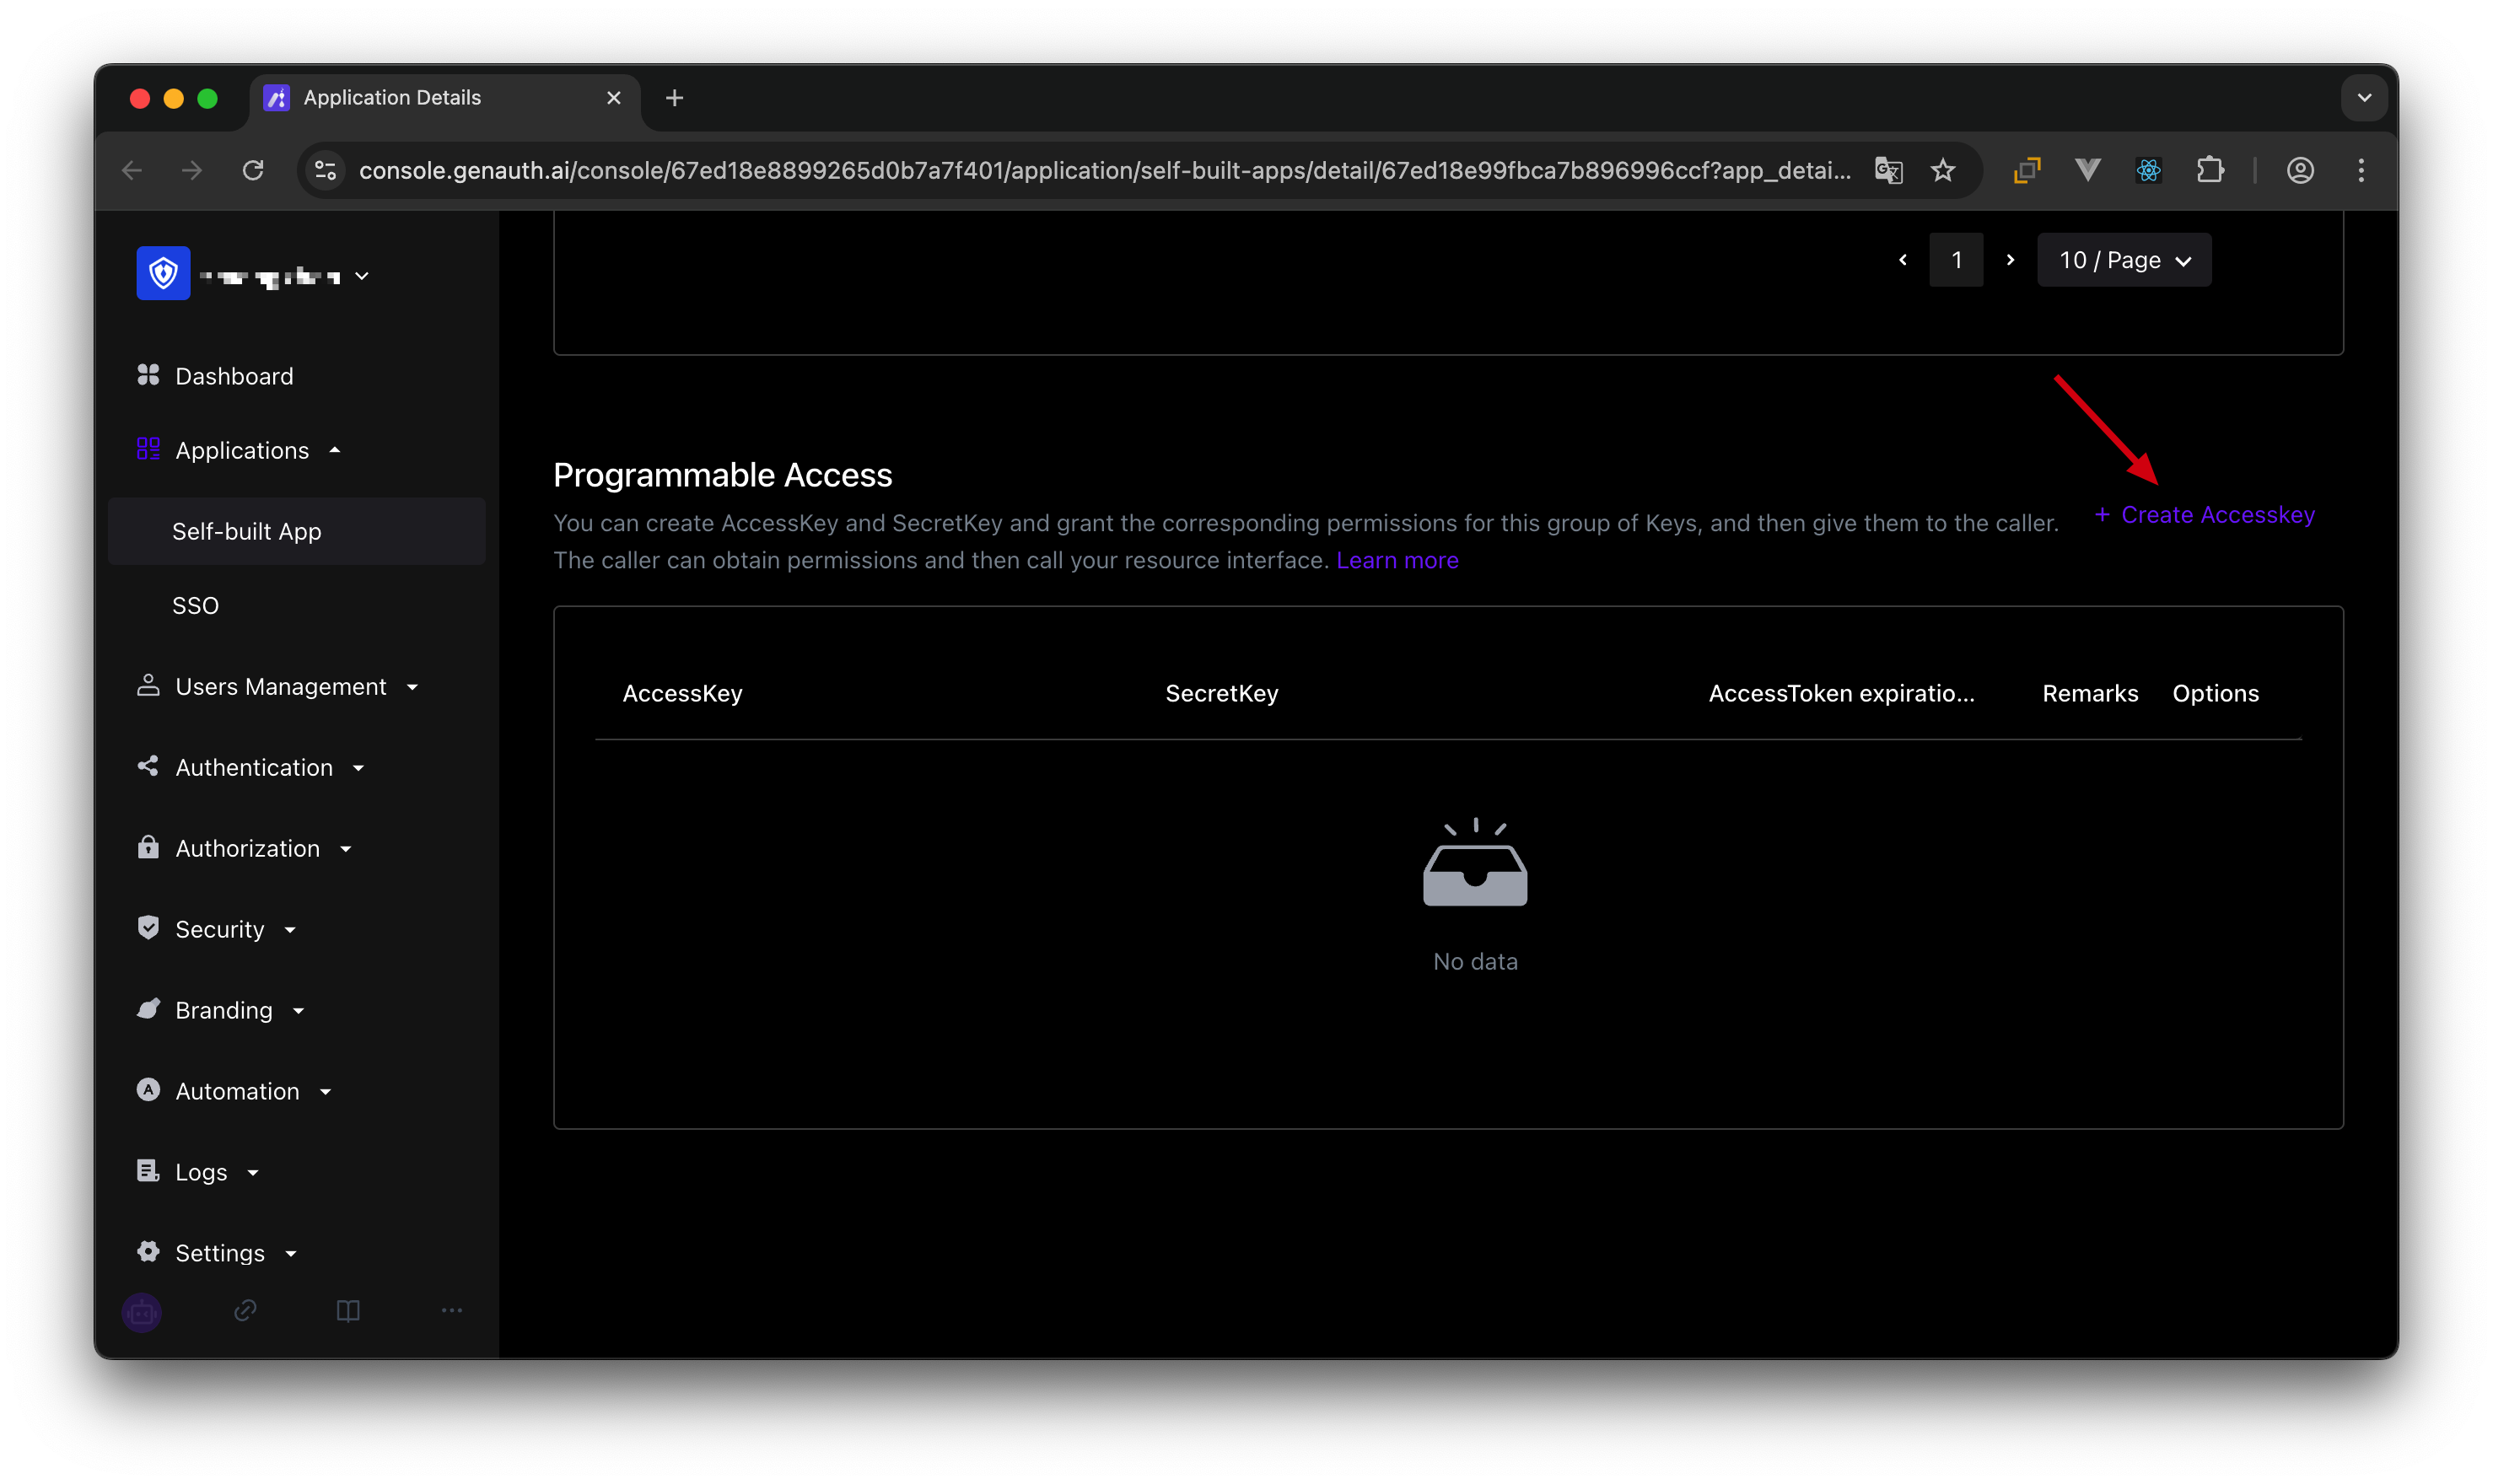 Application Details
console.genauth.ai/console/67ed18e8899265d0b7a7f401/application/self-built-apps/detail/67ed18e99fbca7b896996ccf?app_detai...
1
10 / Page
Dashboard
Applications
Self-built App
SSO
Users Management
Authentication
Authorization
Security
Branding
Automation
Logs
Settings
Programmable Access
You can create AccessKey and SecretKey and grant the corresponding permissions for this group of Keys, and then give them to the caller.
The caller can obtain permissions and then call your resource interface. Learn more
+ Create Accesskey
AccessKey SecretKey AccessToken expiratio... Remarks Options
No data